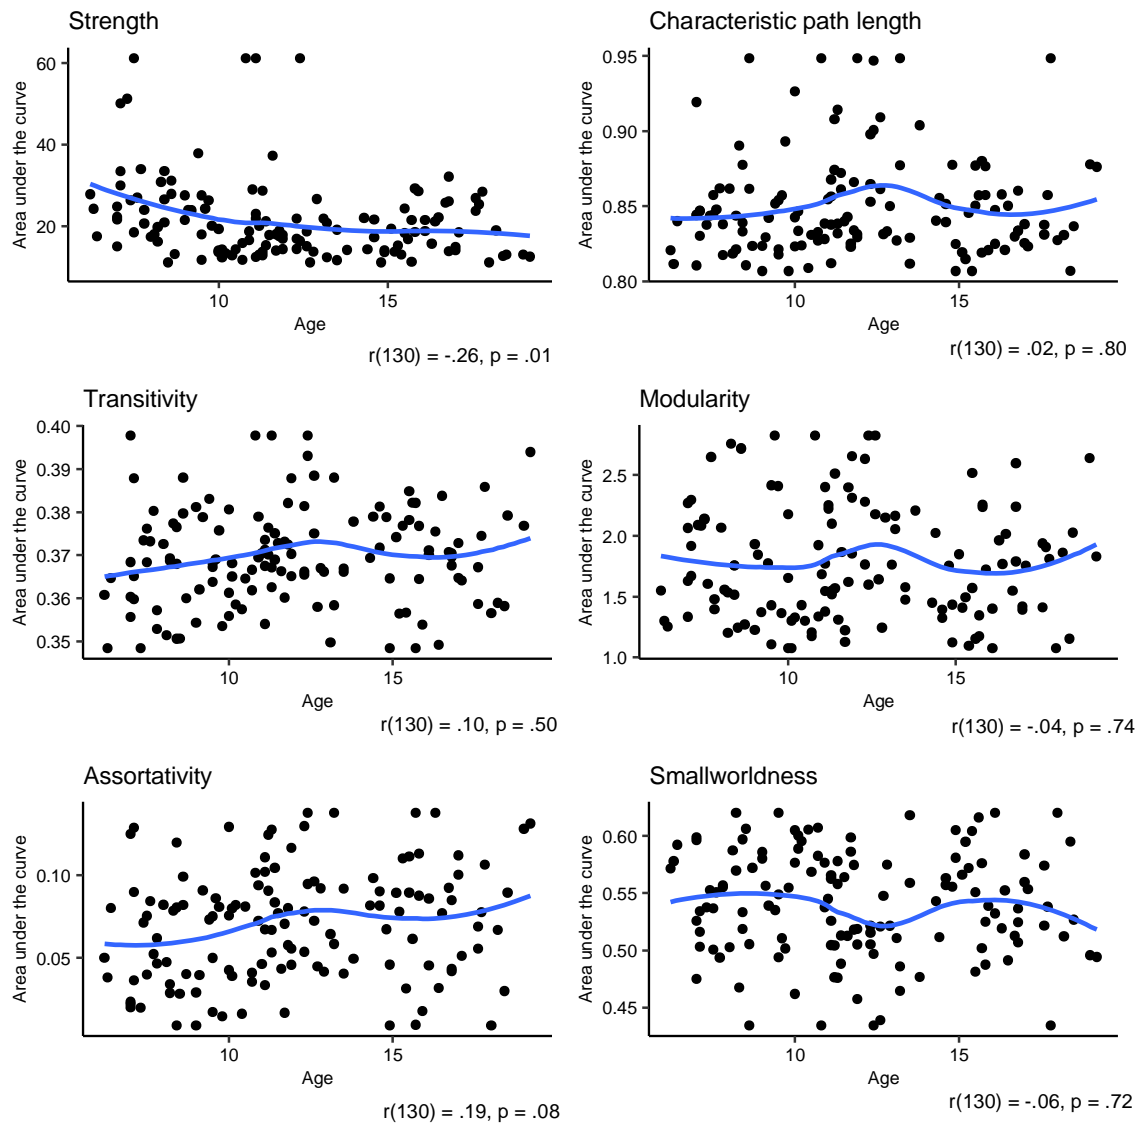 Strength
Area under the curve
60
40
20
10
15
Age
r(130) = -.26, p = .01
Characteristic path length
Area under the curve
0.95
0.90
0.85
0.80
10
15
Age
r(130) = .02, p = .80
Transitivity
Area under the curve
0.40
0.39
0.38
0.37
0.36
0.35
10
15
Age
r(130) = .10, p = .50
Modularity
Area under the curve
2.5
2.0
1.5
1.0
10
15
Age
r(130) = -.04, p = .74
Assortativity
Area under the curve
0.10
0.05
10
15
Age
r(130) = .19, p = .08
Smallworldness
Area under the curve
0.60
0.55
0.50
0.45
10
15
Age
r(130) = -.06, p = .72